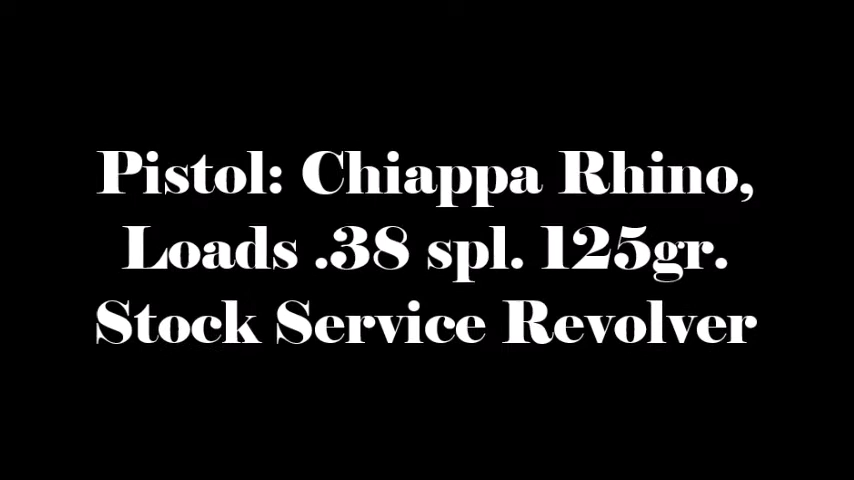 Pistol: Chiappa Rhino,
Loads .38 spl. 125gr.
Stock Service Revolver